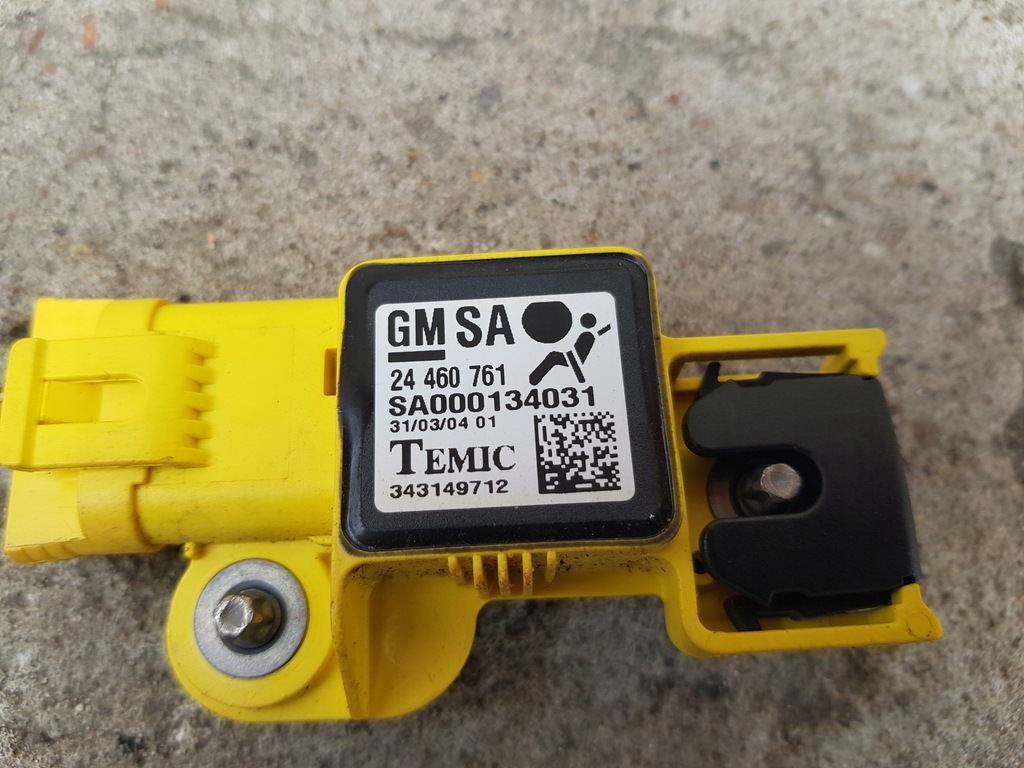 GM SA
24 460 761
SA000134031
31/03/04 01
TEMIC
343149712